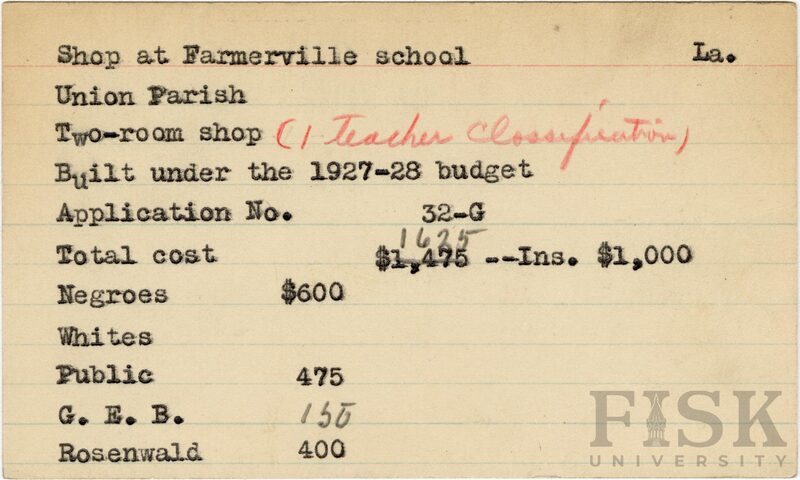 Shop at Farmerville school La.
Union Parish
Two-room shop (1 Teacher Classification)
Built under the 1927-28 budget
Application No. 32-G
1625
Total cost $1,475 --Ins. $1,000
Negroes $600
Whites
Public 475
G. E. B. 150
Rosenwald 400
FISK
UNIVERSITY